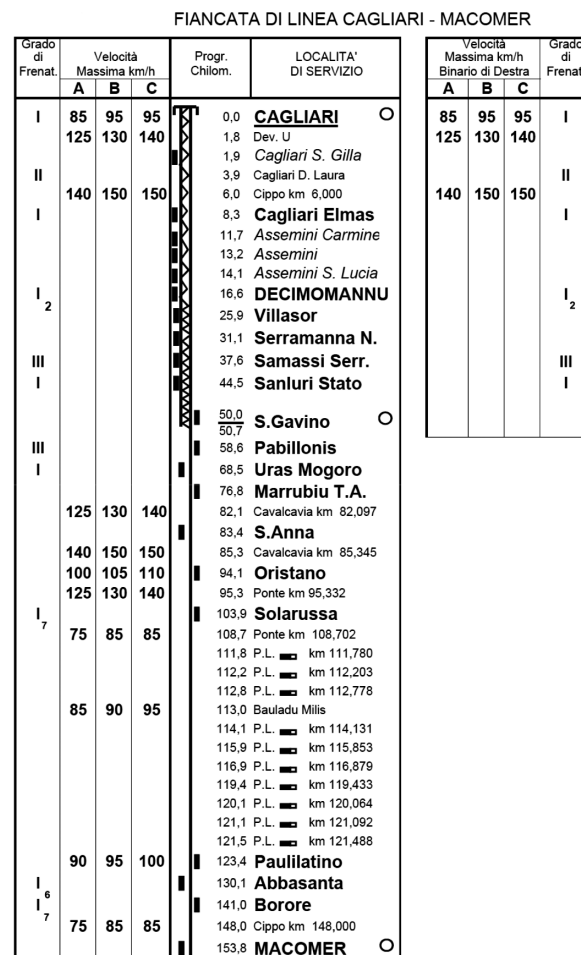 FIANCATA DI LINEA CAGLIARI - MACOMER
Grado di Frenat. Velocità Massima km/h Progr. Chilom. LOCALITA' DI SERVIZIO
A B C
I 85 95 95 0,0 CAGLIARI
125 130 140 1,8 Dev. U
1,9 Cagliari S. Gilla
II 3,9 Cagliari D. Laura
140 150 150 6,0 Cippo km 6,000
I 8,3 Cagliari Elmas
11,7 Assemini Carmine
13,2 Assemini
14,1 Assemini S. Lucia
I 2 16,6 DECIMOMANNU
25,9 Villasor
31,1 Serramanna N.
III 37,6 Samassi Serr.
I 44,5 Sanluri Stato
50,0
50,7 S.Gavino
III 58,6 Pabillonis
I 68,5 Uras Mogoro
76,8 Marrubiu T.A.
125 130 140 82,1 Cavalcavia km 82,097
83,4 S.Anna
140 150 150 85,3 Cavalcavia km 85,345
100 105 110 94,1 Oristano
125 130 140 95,3 Ponte km 95,332
I 7 103,9 Solarussa
75 85 85 108,7 Ponte km 108,702
111,8 P.L. km 111,780
112,2 P.L. km 112,203
112,8 P.L. km 112,778
85 90 95 113,0 Bauladu Milis
114,1 P.L. km 114,131
115,9 P.L. km 115,853
116,9 P.L. km 116,879
119,4 P.L. km 119,433
120,1 P.L. km 120,064
121,1 P.L. km 121,092
121,5 P.L. km 121,488
90 95 100 123,4 Paulilatino
I 6 130,1 Abbasanta
I 7 141,0 Borore
75 85 85 148,0 Cippo km 148,000
153,8 MACOMER
Velocità Massima km/h Binario di Destra Grado di Frenat
A B C
85 95 95 I
125 130 140
II
140 150 150
I
I 2
III
I